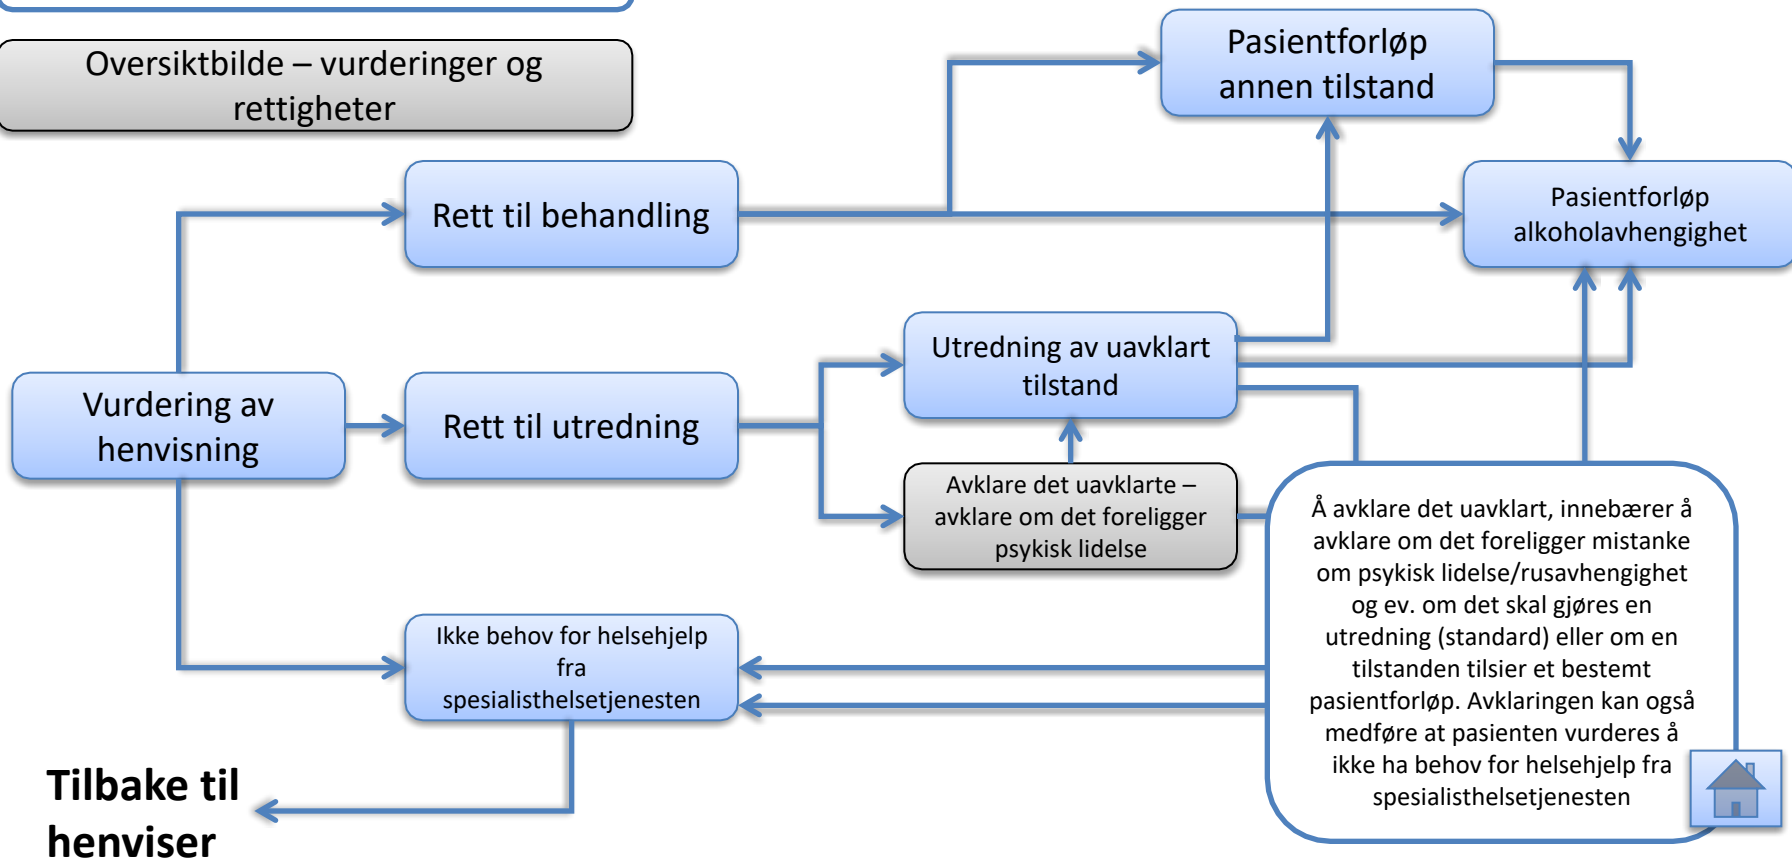 Oversiktbilde – vurderinger og
rettigheter
Pasientforløp
annen tilstand
Rett til behandling
Pasientforløp
alkoholavhengighet
Utredning av uavklart
tilstand
Vurdering av
henvisning
Rett til utredning
Avklare det uavklarte –
avklare om det foreligger
psykisk lidelse
Å avklare det uavklart, innebærer å
avklare om det foreligger mistanke
om psykisk lidelse/rusavhengighet
og ev. om det skal gjøres en
utredning (standard) eller om en
tilstanden tilsier et bestemt
pasientforløp. Avklaringen kan også
medføre at pasienten vurderes å
ikke ha behov for helsehjelp fra
spesialisthelsetjenesten
Ikke behov for helsehjelp
fra
spesialisthelsetjenesten
Tilbake til
henviser